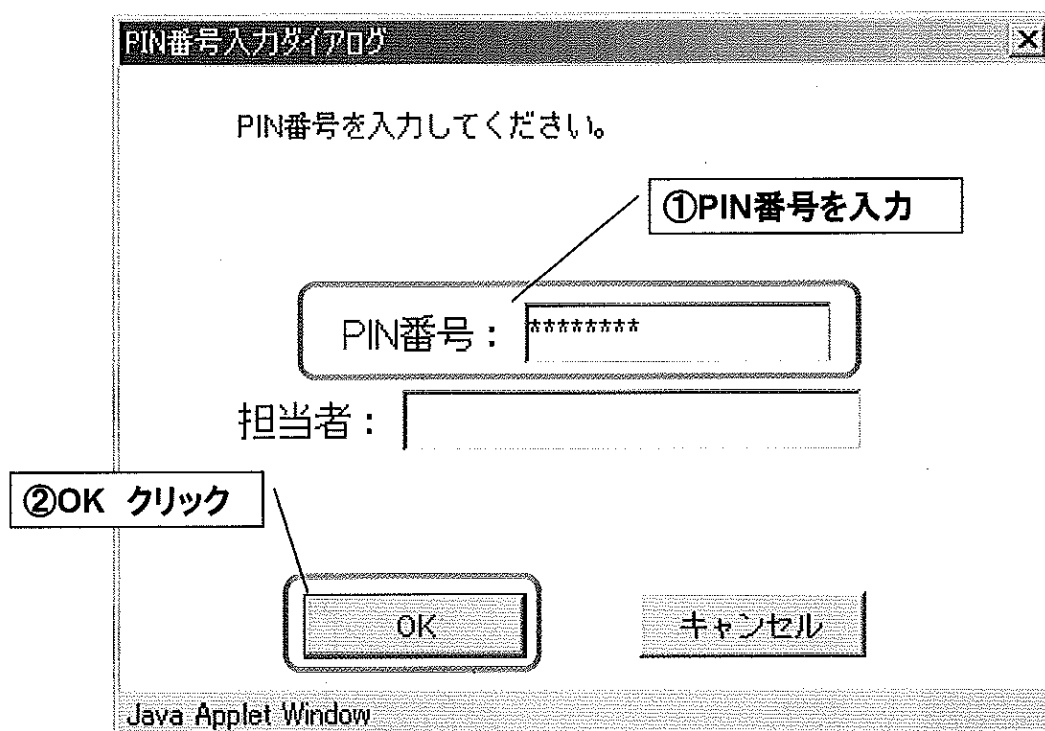 PIN番号入力ダイアログ
PIN番号を入力してください。
①PIN番号を入力
PIN番号： ********
担当者：
②OK クリック
OK キャンセル
Java Applet Window